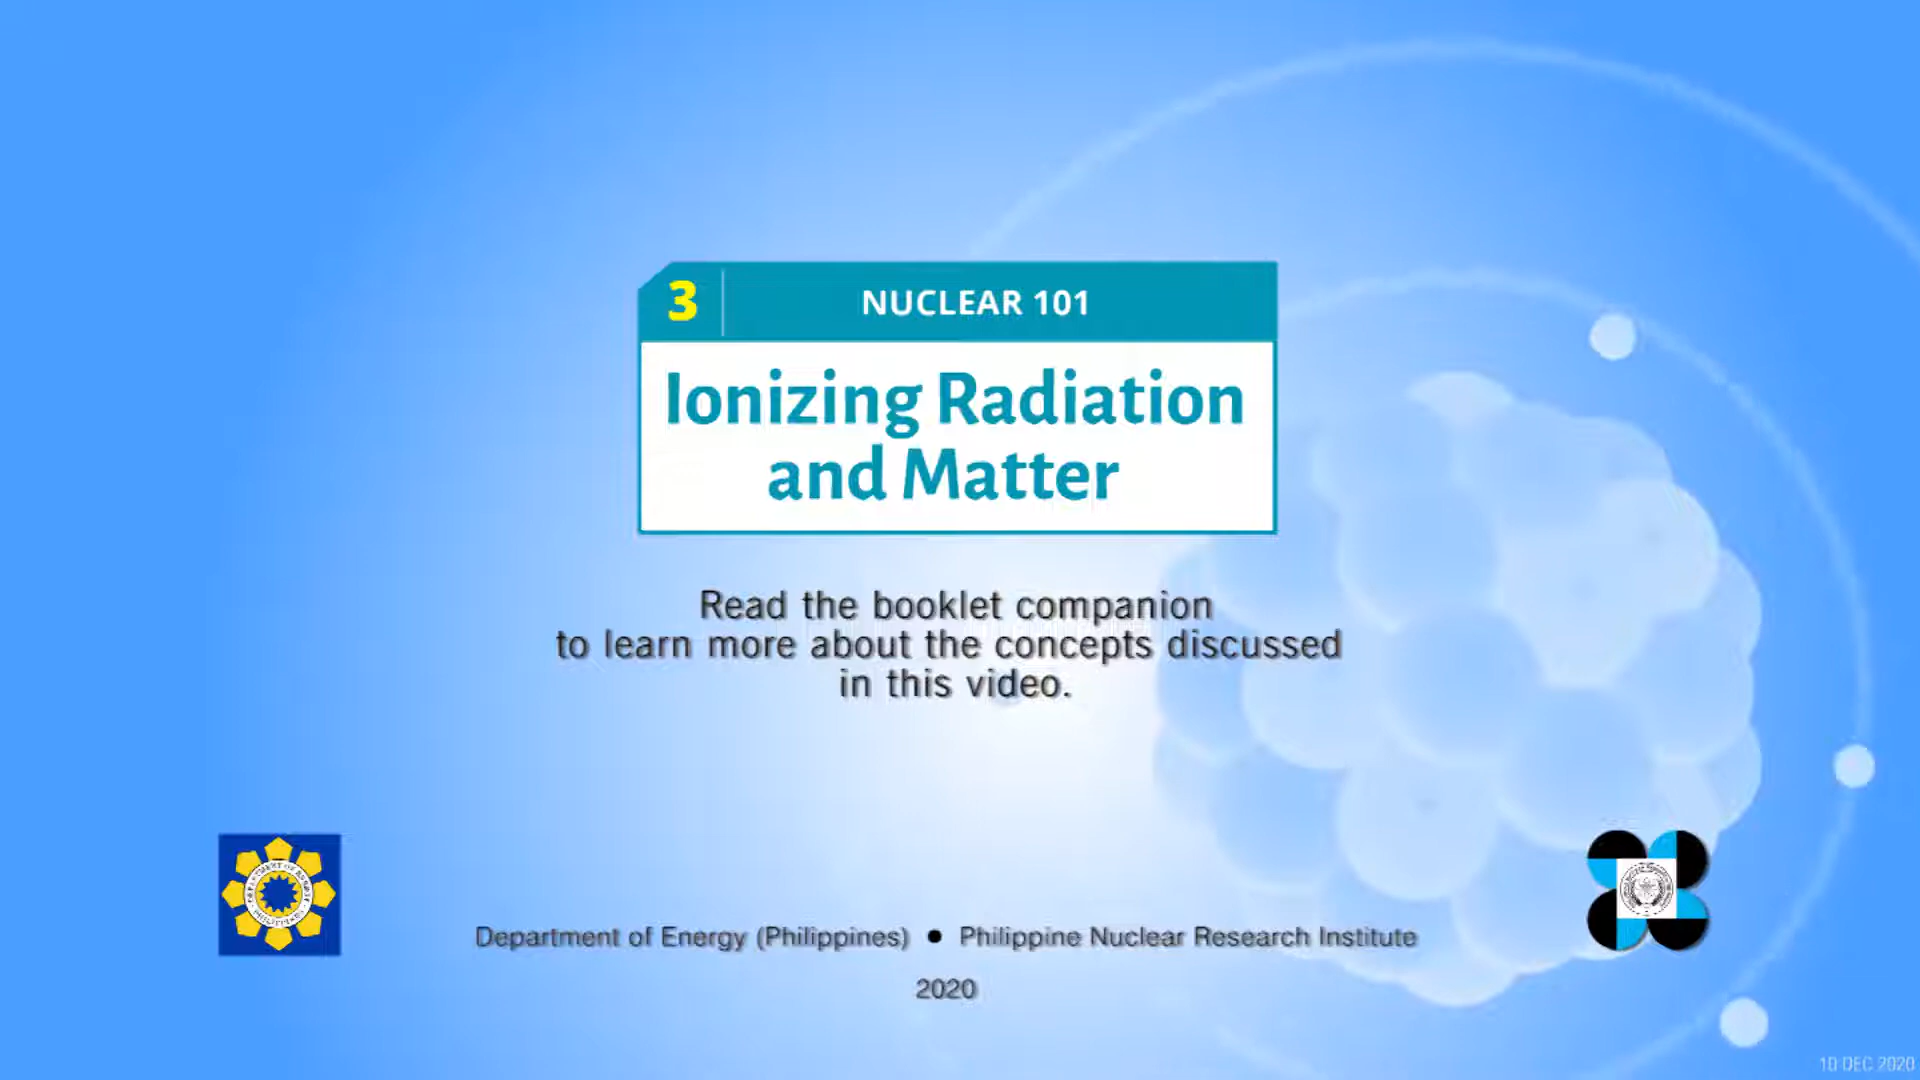 3
NUCLEAR 101
Ionizing Radiation
and Matter
Read the booklet companion
to learn more about the concepts discussed
in this video.
Department of Energy (Philippines) • Philippine Nuclear Research Institute
2020
10 DEC 2020